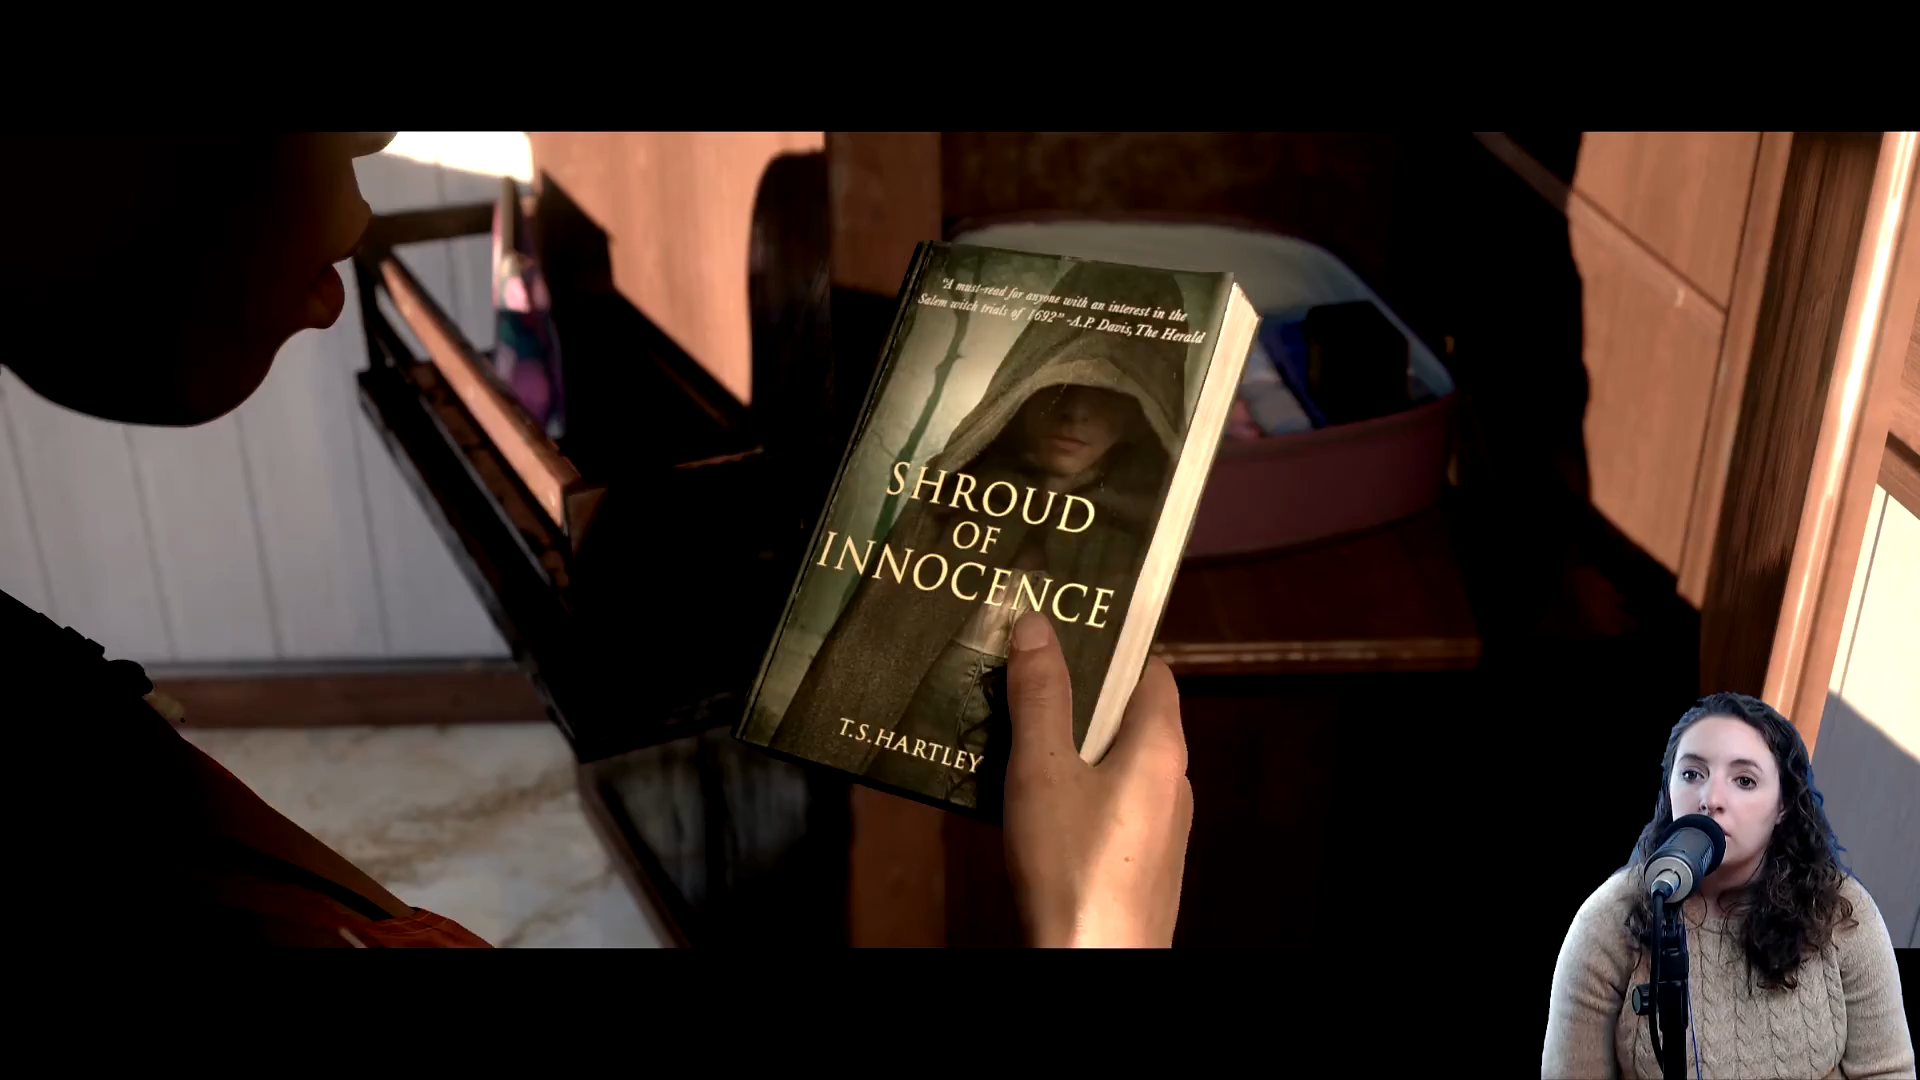 "A must-read for anyone with an interest in the
Salem witch trials of 1692" -A.P. Davis, The Herald
SHROUD
OF
INNOCENCE
T.S. HARTLEY